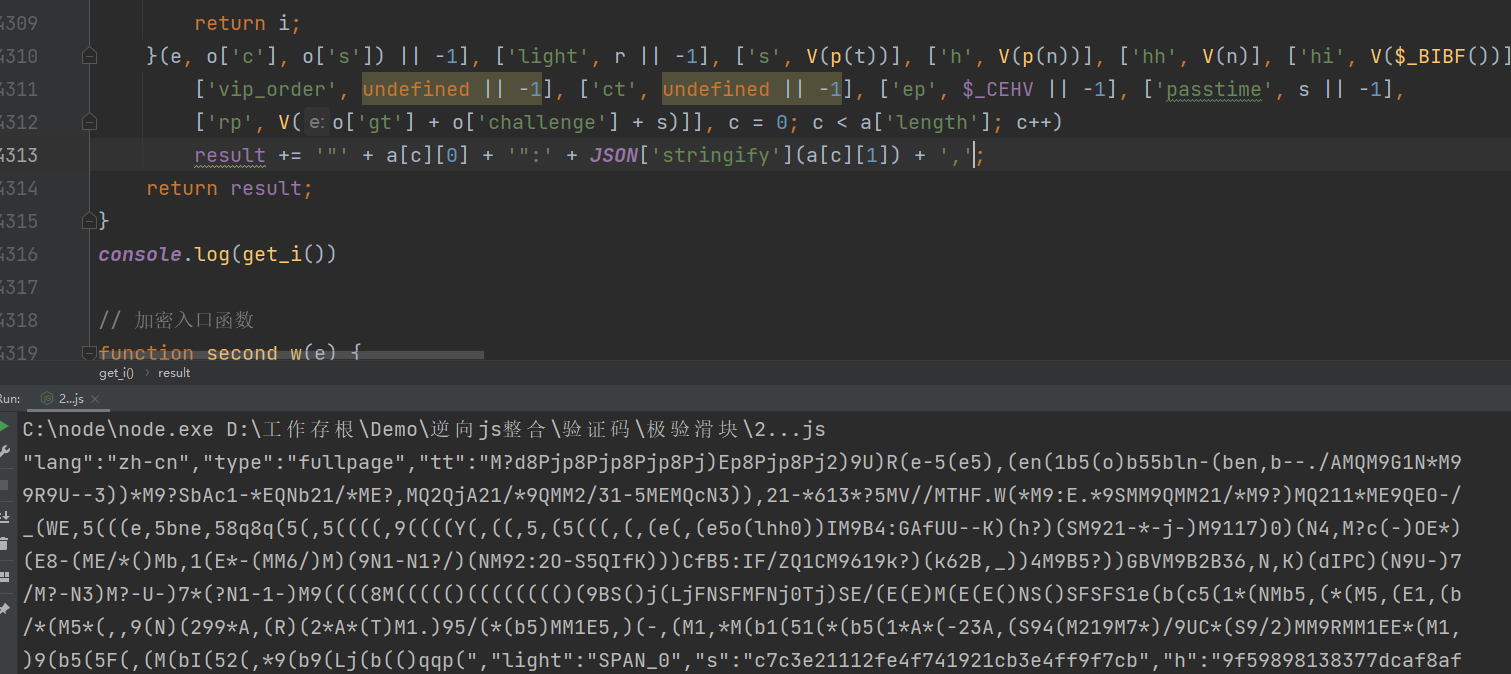 4309 return i;
4310 }(e, o['c'], o['s']) || -1], ['light', r || -1], ['s', V(p(t))], ['h', V(p(n))], ['hh', V(n)], ['hi', V($_BIBF())]
4311 ['vip_order', undefined || -1], ['ct', undefined || -1], ['ep', $_CEHV || -1], ['passtime', s || -1],
4312 ['rp', V( e: o['gt'] + o['challenge'] + s)]], c = 0; c < a['length']; c++)
4313 result += '"' + a[c][0] + '":' + JSON['stringify'](a[c][1]) + ',';
4314 return result;
4315 }
4316 console.log(get_i())
4317
4318 // 加密入口函数
4319 function second_w(e) {
get_i() › result
Run: 2...js ×
C:\node\node.exe D:\工作存根\Demo\逆向js整合\验证码\极验滑块\2...js
"lang":"zh-cn","type":"fullpage","tt":"M?d8Pjp8Pjp8Pjp8Pj)Ep8Pjp8Pj2)9U)R(e-5(e5),(en(1b5(o)b55bln-(ben,b--./AMQM9G1N*M9
9R9U--3))*M9?SbAc1-*EQNb21/*ME?,MQ2QjA21/*9QMM2/31-5MEMQcN3)),21-*613*?5MV//MTHF.W(*M9:E.*9SMM9QMM21/*M9?)MQ211*ME9QEO-/
_(WE,5(((e,5bne,58q8q(5(,5((((,9((((Y(,((,5,(5(((,(,(e(,(e5o(lhh0))IM9B4:GAfUU--K)(h?)(SM921-*-j-)M9117)0)(N4,M?c(-)OE*)
(E8-(ME/*()Mb,1(E*-(MM6/)M)(9N1-N1?/)(NM92:2O-S5QIfK)))CfB5:IF/ZQ1CM9619k?)(k62B,_))4M9B5?))GBVM9B2B36,N,K)(dIPC)(N9U-)7
/M?-N3)M?-U-)7*(?N1-1-)M9((((8M((((()(((((((()(9BS()j(LjFNSFMFNj0Tj)SE/(E(E)M(E(E()NS()SFSFS1e(b(c5(1*(NMb5,(*(M5,(E1,(b
/*(M5*(,,9(N)(299*A,(R)(2*A*(T)M1.)95/(*(b5)MM1E5,)(-,(M1,*M(b1(51(*(b5(1*A*(-23A,(S94(M219M7*)/9UC*(S9/2)MM9RMM1EE*(M1,
)9(b5(5F(,(M(bI(52(,*9(b9(Lj(b(()qqp(","light":"SPAN_0","s":"c7c3e21112fe4f741921cb3e4ff9f7cb","h":"9f59898138377dcaf8af